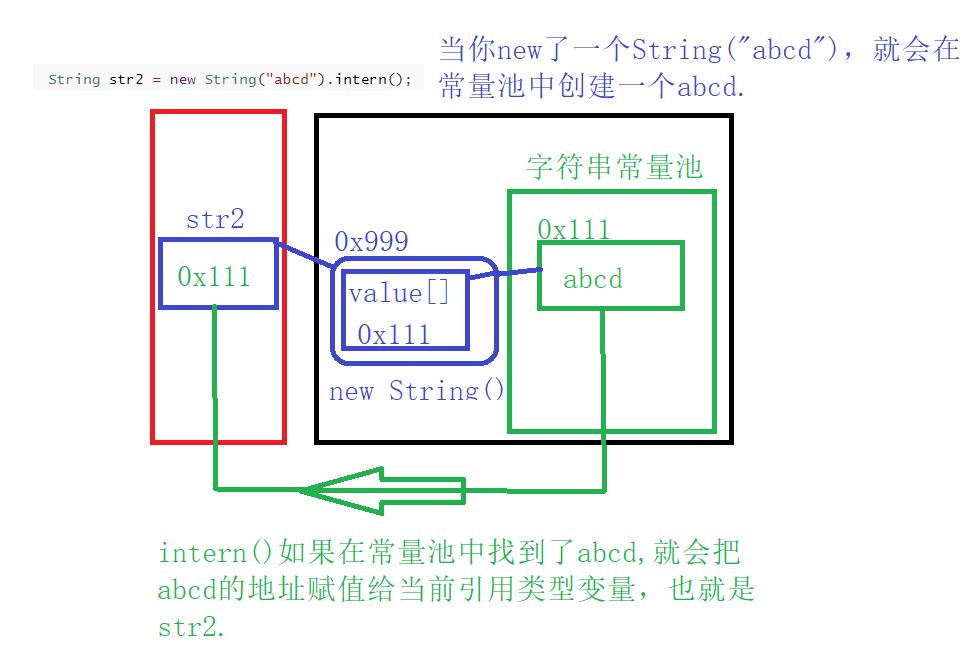 当你new了一个String("abcd"), 就会在
常量池中创建一个abcd.
String str2 = new String("abcd").intern();
字符串常量池
str2
0x999
0x111
0x111
value[]
abcd
0x111
new String()
intern()如果在常量池中找到了abcd,就会把
abcd的地址赋值给当前引用类型变量，也就是
str2.